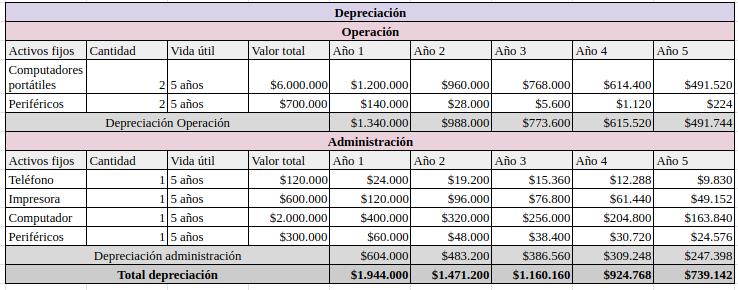 Depreciación
Operación
Activos fijos Cantidad Vida útil Valor total Año 1 Año 2 Año 3 Año 4 Año 5
Computadores
portátiles 2 5 años $6.000.000 $1.200.000 $960.000 $768.000 $614.400 $491.520
Periféricos 2 5 años $700.000 $140.000 $28.000 $5.600 $1.120 $224
Depreciación Operación $1.340.000 $988.000 $773.600 $615.520 $491.744
Administración
Activos fijos Cantidad Vida útil Valor total Año 1 Año 2 Año 3 Año 4 Año 5
Teléfono 1 5 años $120.000 $24.000 $19.200 $15.360 $12.288 $9.830
Impresora 1 5 años $600.000 $120.000 $96.000 $76.800 $61.440 $49.152
Computador 1 5 años $2.000.000 $400.000 $320.000 $256.000 $204.800 $163.840
Periféricos 1 5 años $300.000 $60.000 $48.000 $38.400 $30.720 $24.576
Depreciación administración $604.000 $483.200 $386.560 $309.248 $247.398
Total depreciación $1.944.000 $1.471.200 $1.160.160 $924.768 $739.142